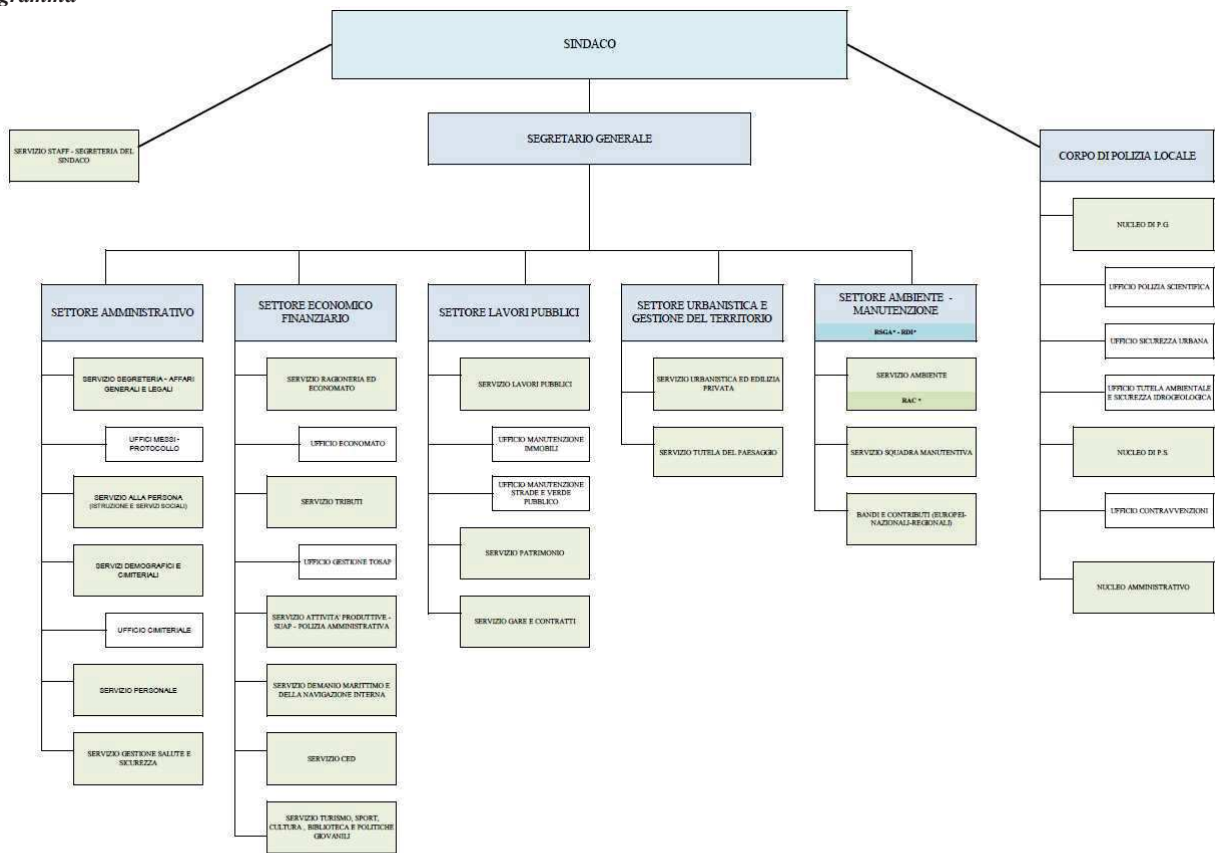 gramma
SINDACO
SERVIZIO STAFF - SEGRETERIA DEL
SINDACO
SEGRETARIO GENERALE
CORPO DI POLIZIA LOCALE
NUCLEO DI P.G.
UFFICIO POLIZIA SCIENTIFICA
UFFICIO SICUREZZA URBANA
UFFICIO TUTELA AMBIENTALE
E SICUREZZA IDROGEOLOGICA
NUCLEO DI P.S.
UFFICIO CONTRAVVENZIONI
NUCLEO AMMINISTRATIVO
SETTORE AMMINISTRATIVO
SERVIZIO SEGRETERIA - AFFARI
GENERALI E LEGALI
UFFICI MESSI -
PROTOCOLLO
SERVIZIO ALLA PERSONA
(ISTRUZIONE E SERVIZI SOCIALI)
SERVIZI DEMOGRAFICI E
CIMITERIALI
UFFICIO CIMITERIALE
SERVIZIO PERSONALE
SERVIZIO GESTIONE SALUTE E
SICUREZZA
SETTORE ECONOMICO
FINANZIARIO
SERVIZIO RAGIONERIA ED
ECONOMATO
UFFICIO ECONOMATO
SERVIZIO TRIBUTI
UFFICIO GESTIONE TOSAP
SERVIZIO ATTIVITA' PRODUTTIVE -
SUAP - POLIZIA AMMINISTRATIVA
SERVIZIO DEMANIO MARITTIMO E
DELLA NAVIGAZIONE INTERNA
SERVIZIO CED
SERVIZIO TURISMO, SPORT,
CULTURA , BIBLIOTECA E POLITICHE
GIOVANILI
SETTORE LAVORI PUBBLICI
SERVIZIO LAVORI PUBBLICI
UFFICIO MANUTENZIONE
IMMOBILI
UFFICIO MANUTENZIONE
STRADE E VERDE
PUBBLICO
SERVIZIO PATRIMONIO
SERVIZIO GARE E CONTRATTI
SETTORE URBANISTICA E
GESTIONE DEL TERRITORIO
SERVIZIO URBANISTICA ED EDILIZIA
PRIVATA
SERVIZIO TUTELA DEL PAESAGGIO
SETTORE AMBIENTE -
MANUTENZIONE
RSGA* - RDI*
SERVIZIO AMBIENTE
RAC *
SERVIZIO SQUADRA MANUTENTIVA
BANDI E CONTRIBUTI (EUROPEI-
NAZIONALI-REGIONALI)